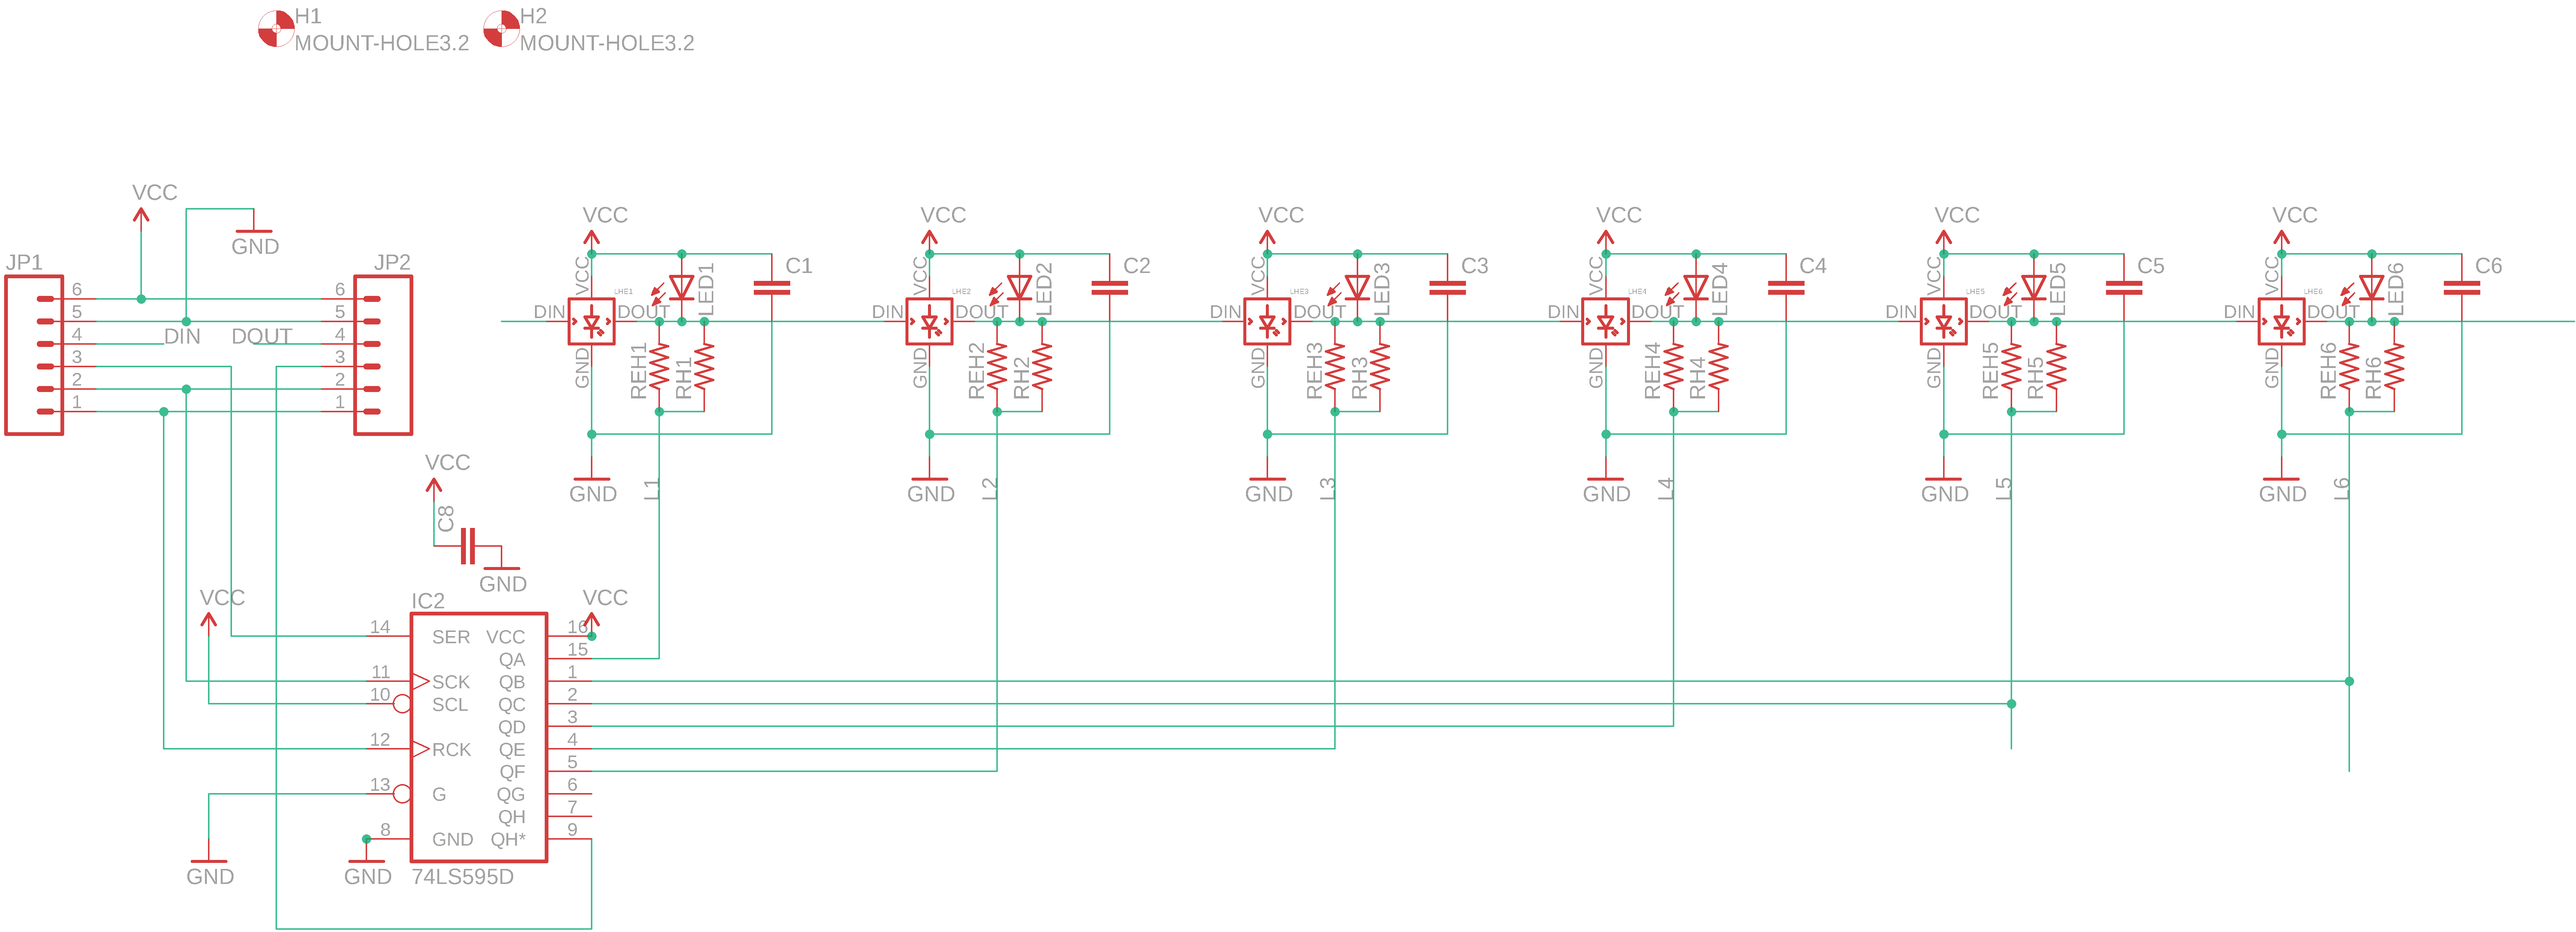 H1
MOUNT-HOLE3.2
H2
MOUNT-HOLE3.2
VCC
GND
JP1
6
5
4
3
2
1
DIN
DOUT
JP2
6
5
4
3
2
1
VCC
VCC
LHE1
DIN
DOUT
GND
LED1
C1
REH1
RH1
GND
L1
VCC
VCC
LHE2
DIN
DOUT
GND
LED2
C2
REH2
RH2
GND
L2
VCC
VCC
LHE3
DIN
DOUT
GND
LED3
C3
REH3
RH3
GND
L3
VCC
VCC
LHE4
DIN
DOUT
GND
LED4
C4
REH4
RH4
GND
L4
VCC
VCC
LHE5
DIN
DOUT
GND
LED5
C5
REH5
RH5
GND
L5
VCC
VCC
LHE6
DIN
DOUT
GND
LED6
C6
REH6
RH6
GND
L6
VCC
C8
GND
VCC
IC2
VCC
14 SER VCC 16
QA 15
11 SCK QB 1
10 SCL QC 2
QD 3
12 RCK QE 4
QF 5
13 G QG 6
QH 7
8 GND QH* 9
GND
GND
74LS595D